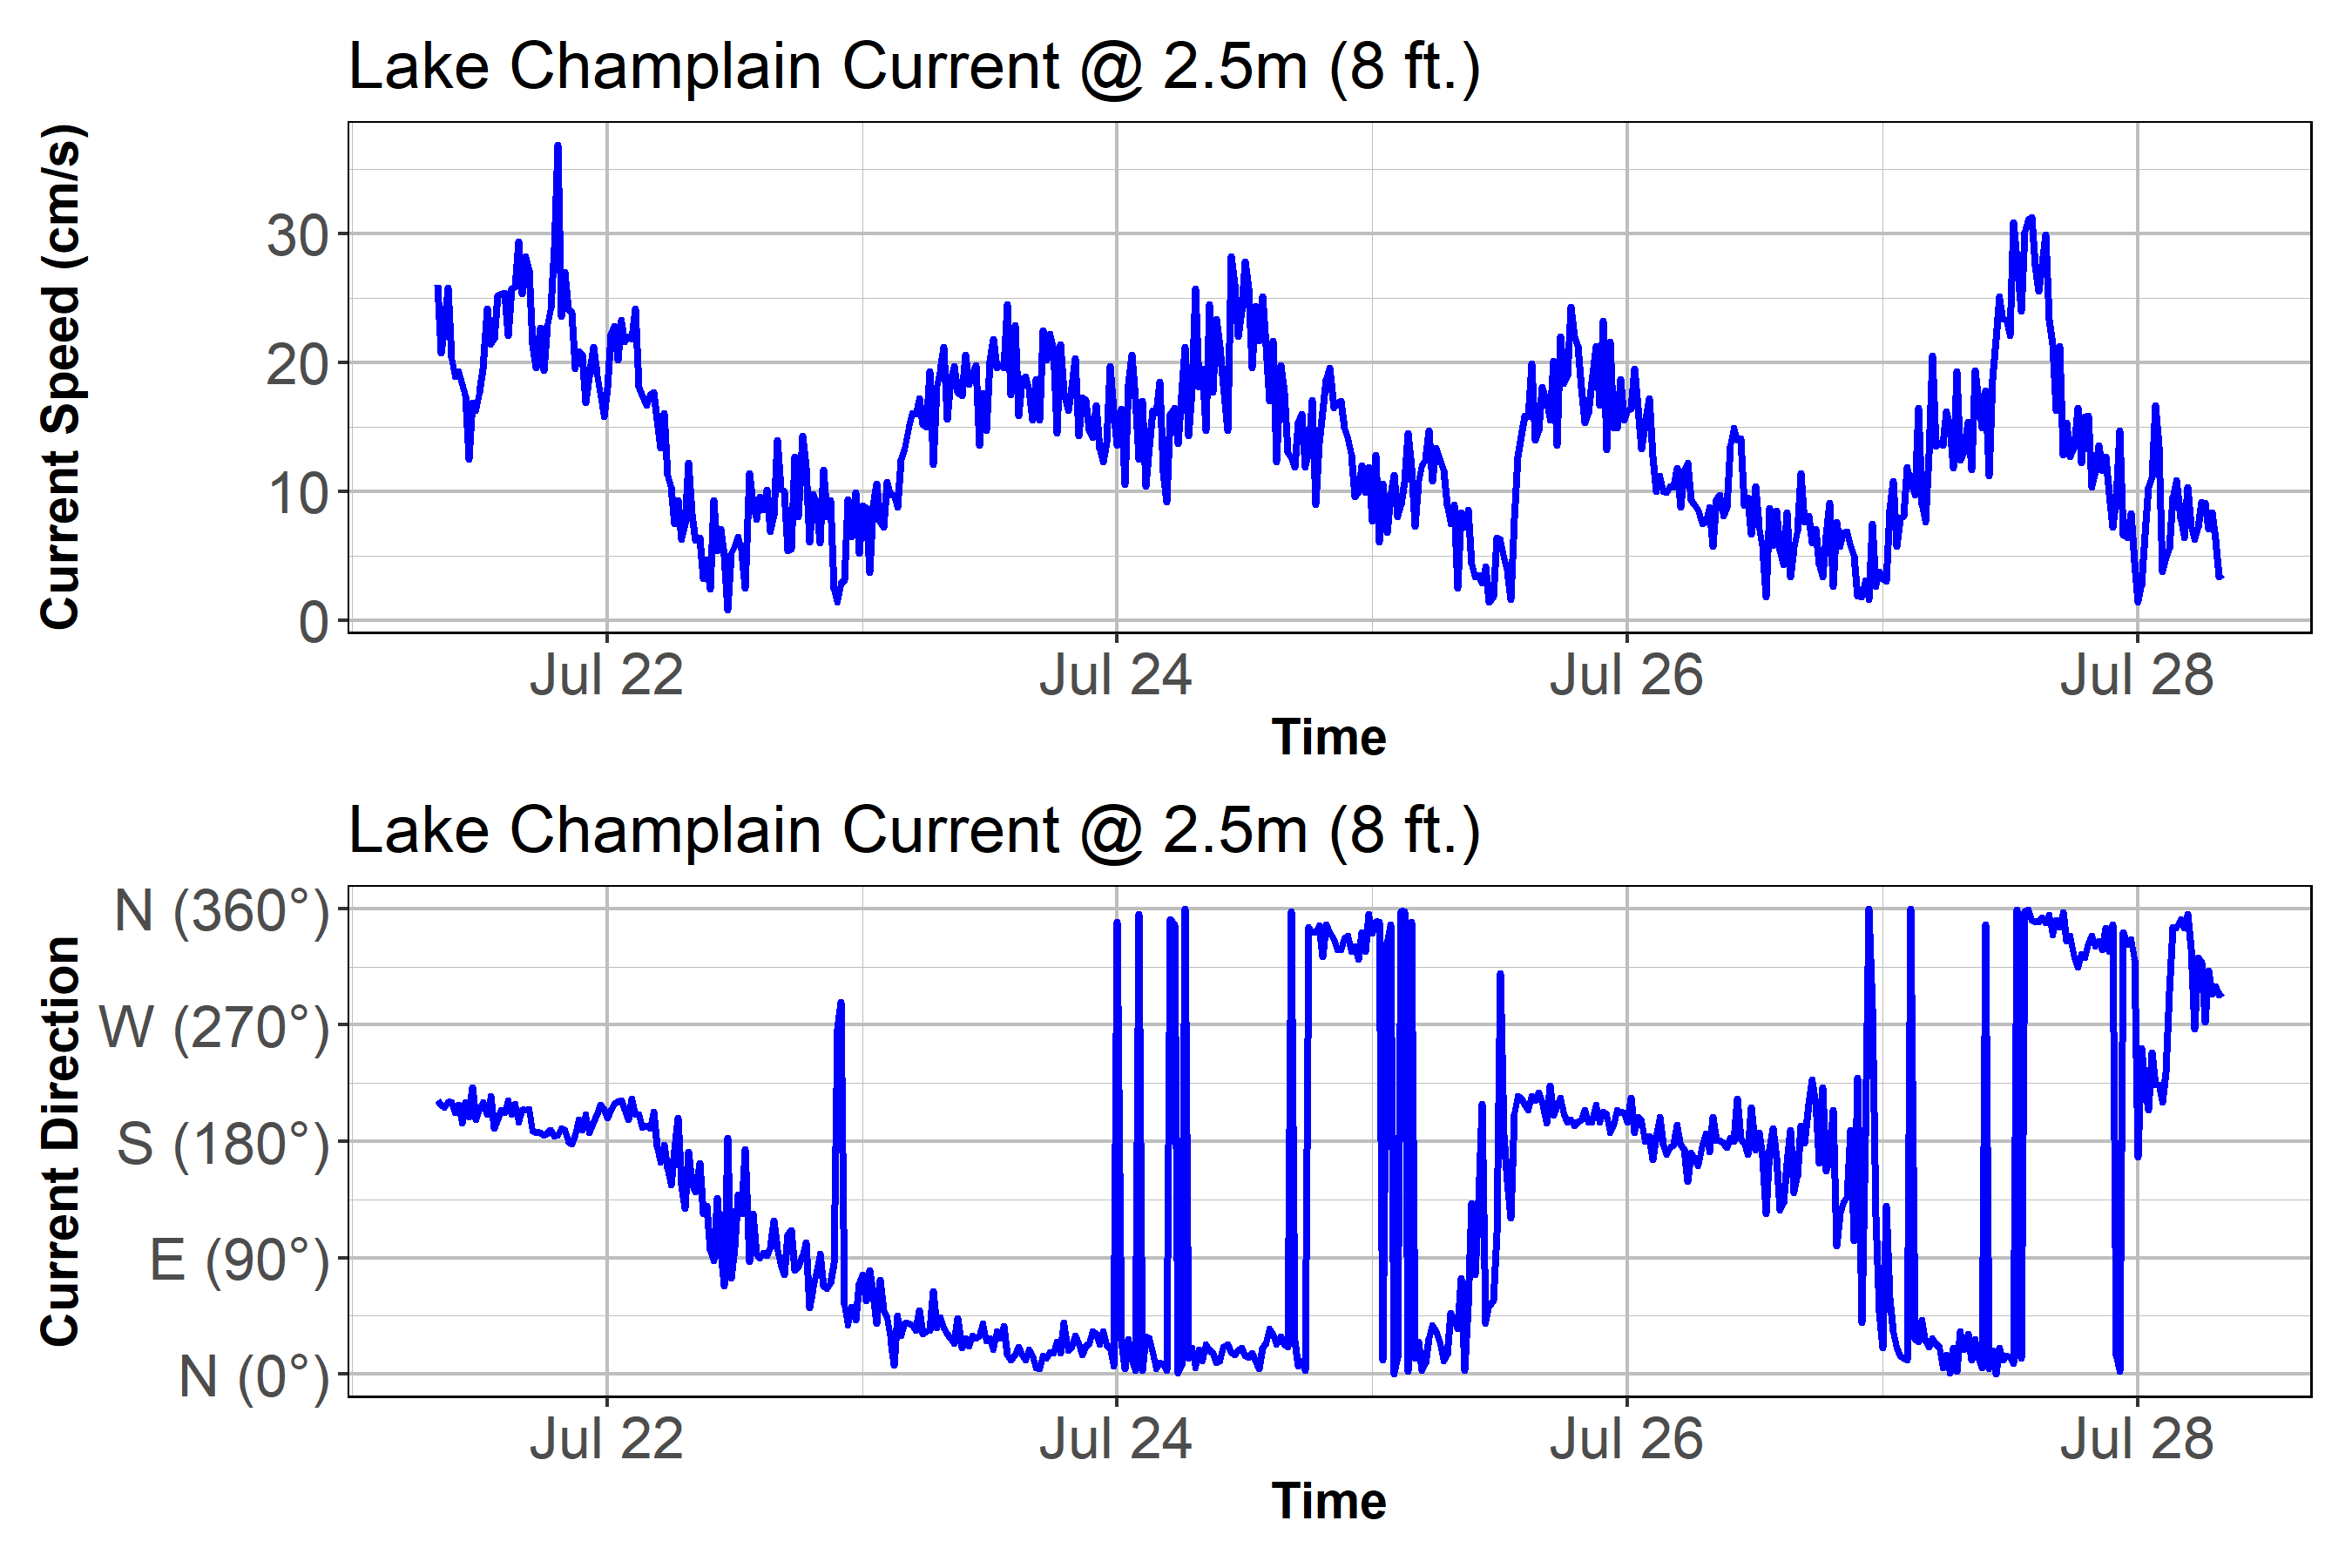 Lake Champlain Current @ 2.5m (8 ft.)
Current Speed (cm/s)
30
20
10
0
Jul 22 Jul 24 Jul 26 Jul 28
Time
Lake Champlain Current @ 2.5m (8 ft.)
Current Direction
N (360°)
W (270°)
S (180°)
E (90°)
N (0°)
Jul 22 Jul 24 Jul 26 Jul 28
Time